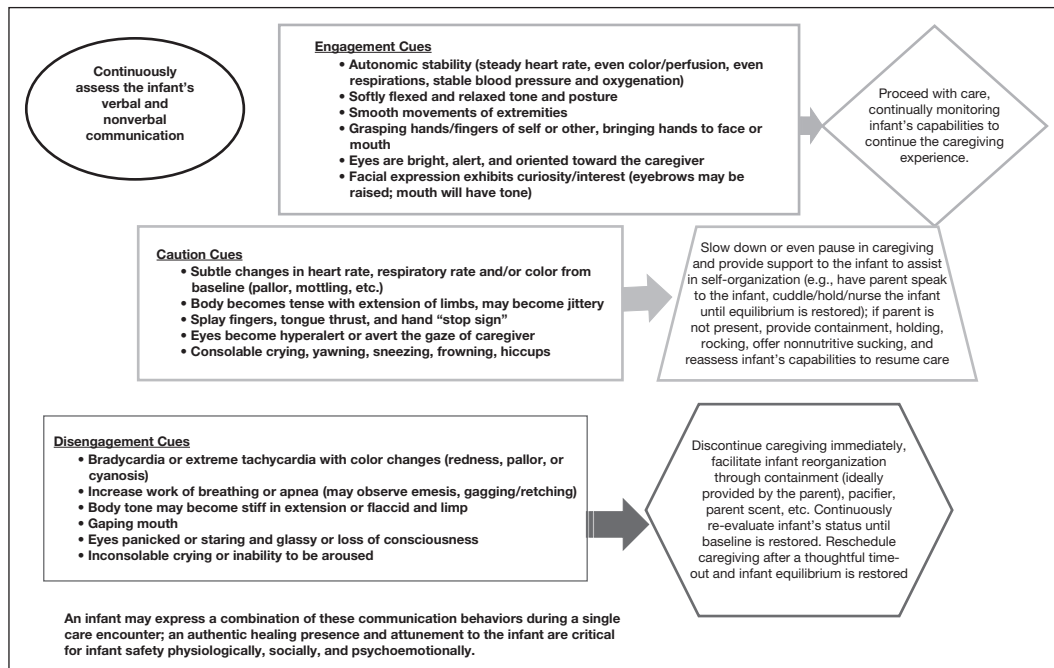 Continuously
assess the infant's
verbal and
nonverbal
communication
Engagement Cues
• Autonomic stability (steady heart rate, even color/perfusion, even
respirations, stable blood pressure and oxygenation)
• Softly flexed and relaxed tone and posture
• Smooth movements of extremities
• Grasping hands/fingers of self or other, bringing hands to face or
mouth
• Eyes are bright, alert, and oriented toward the caregiver
• Facial expression exhibits curiosity/interest (eyebrows may be
raised; mouth will have tone)
Proceed with care,
continually monitoring
infant's capabilities to
continue the caregiving
experience.
Caution Cues
• Subtle changes in heart rate, respiratory rate and/or color from
baseline (pallor, mottling, etc.)
• Body becomes tense with extension of limbs, may become jittery
• Splay fingers, tongue thrust, and hand “stop sign”
• Eyes become hyperalert or avert the gaze of caregiver
• Consolable crying, yawning, sneezing, frowning, hiccups
Slow down or even pause in caregiving
and provide support to the infant to assist
in self-organization (e.g., have parent speak
to the infant, cuddle/hold/nurse the infant
until equilibrium is restored); if parent is
not present, provide containment, holding,
rocking, offer nonnutritive sucking, and
reassess infant's capabilities to resume care
Disengagement Cues
• Bradycardia or extreme tachycardia with color changes (redness, pallor, or
cyanosis)
• Increase work of breathing or apnea (may observe emesis, gagging/retching)
• Body tone may become stiff in extension or flaccid and limp
• Gaping mouth
• Eyes panicked or staring and glassy or loss of consciousness
• Inconsolable crying or inability to be aroused
Discontinue caregiving immediately,
facilitate infant reorganization
through containment (ideally
provided by the parent), pacifier,
parent scent, etc. Continuously
re-evaluate infant's status until
baseline is restored. Reschedule
caregiving after a thoughtful time-
out and infant equilibrium is restored
An infant may express a combination of these communication behaviors during a single
care encounter; an authentic healing presence and attunement to the infant are critical
for infant safety physiologically, socially, and psychoemotionally.